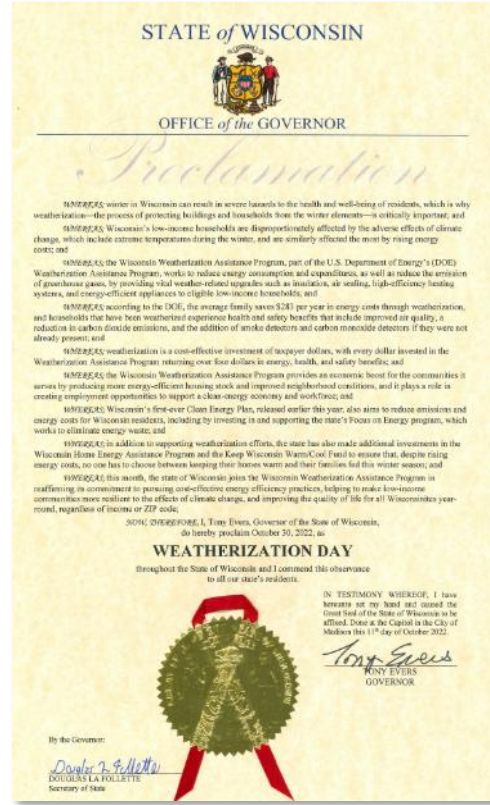 STATE of WISCONSIN
OFFICE of the GOVERNOR
Proclamation
WHEREAS; winter in Wisconsin can result in severe hazards to the health and well-being of residents, which is why
weatherization—the process of protecting buildings and households from the winter elements—is critically important; and
WHEREAS; Wisconsin's low-income households are disproportionately affected by the adverse effects of climate
change, which include extreme temperatures during the winter, and are similarly affected the most by rising energy
costs; and
WHEREAS; the Wisconsin Weatherization Assistance Program, part of the U.S. Department of Energy's (DOE)
Weatherization Assistance Program, works to reduce energy consumption and expenditures, as well as reduce the emission
of greenhouse gases, by providing vital weather-related upgrades such as insulation, air sealing, high-efficiency heating
systems, and energy-efficient appliances to eligible low-income households; and
WHEREAS; according to the DOE, the average family saves $283 per year in energy costs through weatherization,
and households that have been weatherized experience health and safety benefits that include improved air quality, a
reduction in carbon dioxide emissions, and the addition of smoke detectors and carbon monoxide detectors if they were not
already present; and
WHEREAS; weatherization is a cost-effective investment of taxpayer dollars, with every dollar invested in the
Weatherization Assistance Program returning over four dollars in energy, health, and safety benefits; and
WHEREAS; the Wisconsin Weatherization Assistance Program provides an economic boost for the communities it
serves by producing more energy-efficient housing stock and improved neighborhood conditions, and it plays a role in
creating employment opportunities to support a clean-energy economy and workforce; and
WHEREAS; Wisconsin's first-ever Clean Energy Plan, released earlier this year, also aims to reduce emissions and
energy costs for Wisconsin residents, including by investing in and supporting the state's Focus on Energy program, which
works to eliminate energy waste; and
WHEREAS; in addition to supporting weatherization efforts, the state has also made additional investments in the
Wisconsin Home Energy Assistance Program and the Keep Wisconsin Warm/Cool Fund to ensure that, despite rising
energy costs, no one has to choose between keeping their homes warm and their families fed this winter season; and
WHEREAS; this month, the state of Wisconsin joins the Wisconsin Weatherization Assistance Program in
reaffirming its commitment to pursuing cost-effective energy efficiency practices, helping to make low-income
communities more resilient to the effects of climate change, and improving the quality of life for all Wisconsinites year-
round, regardless of income or ZIP code;
NOW, THEREFORE, I, Tony Evers, Governor of the State of Wisconsin,
do hereby proclaim October 30, 2022, as
WEATHERIZATION DAY
throughout the State of Wisconsin and I commend this observance
to all our state's residents.
IN TESTIMONY WHEREOF, I have
hereunto set my hand and caused the
Great Seal of the State of Wisconsin to be
affixed. Done at the Capitol in the City of
Madison this 11th day of October 2022.
Tony Evers
TONY EVERS
GOVERNOR
By the Governor:
Douglas La Follette
DOUGLAS LA FOLLETTE
Secretary of State